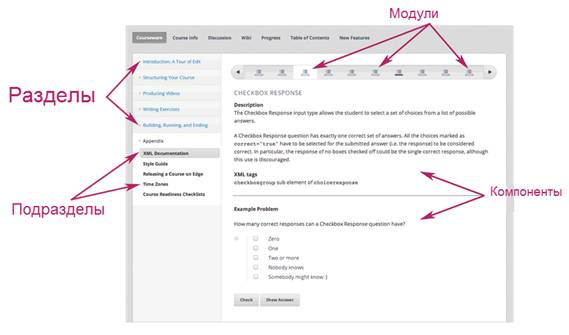 Модули
Courseware Course Info Discussion Wiki Progress Table of Contents New Features
Introduction: A Tour of EdX
Structuring Your Course
Producing Videos
Writing Exercises
Building, Running, and Ending
Appendix
XML Documentation
Style Guide
Releasing a Course on Edge
Time Zones
Course Readiness Checklists
Разделы
Подразделы
CHECKBOX RESPONSE
Description
The Checkbox Response input type allows the student to select a set of choices from a list of possible
answers.
A Checkbox Response question has exactly one correct set of answers. All the choices marked as
correct="true" have to be selected for the submitted answer (i.e. the response) to be considered
correct. In particular, the response of no boxes checked off could be the single correct response, although
this use is discouraged.
XML tags
checkboxgroup sub element of choiceresponse
Компоненты
Example Problem
How many correct responses can a Checkbox Response question have?
Zero
One
Two or more
Nobody knows
Somebody might know :)
Check Show Answer